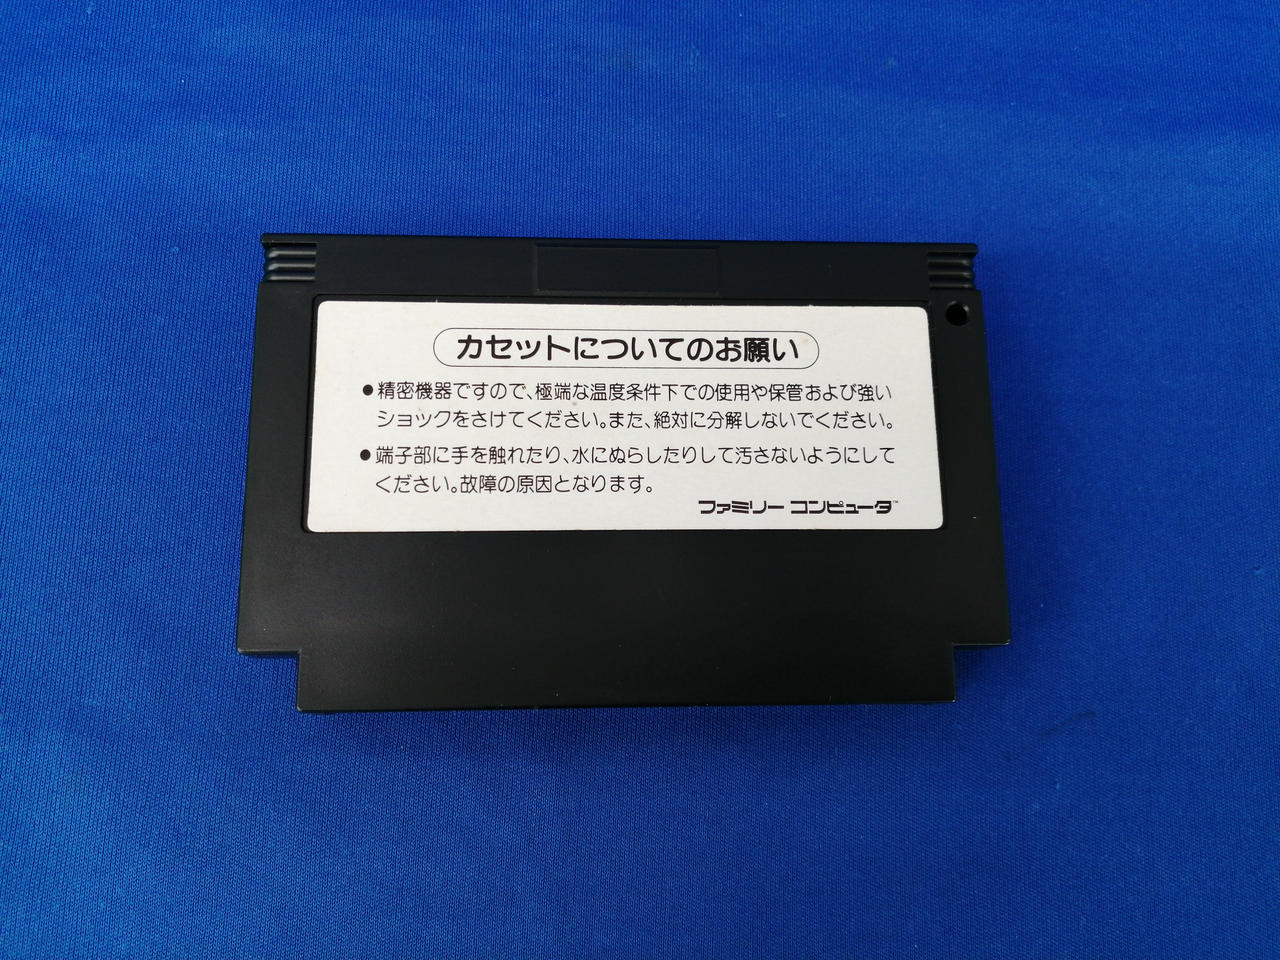 カセットについてのお願い
●精密機器ですので、極端な温度条件下での使用や保管および強い
ショックをさけてください。また、絶対に分解しないでください。
●端子部に手を触れたり、水にぬらしたりして汚さないようにして
ください。故障の原因となります。
ファミリー コンピュータ™